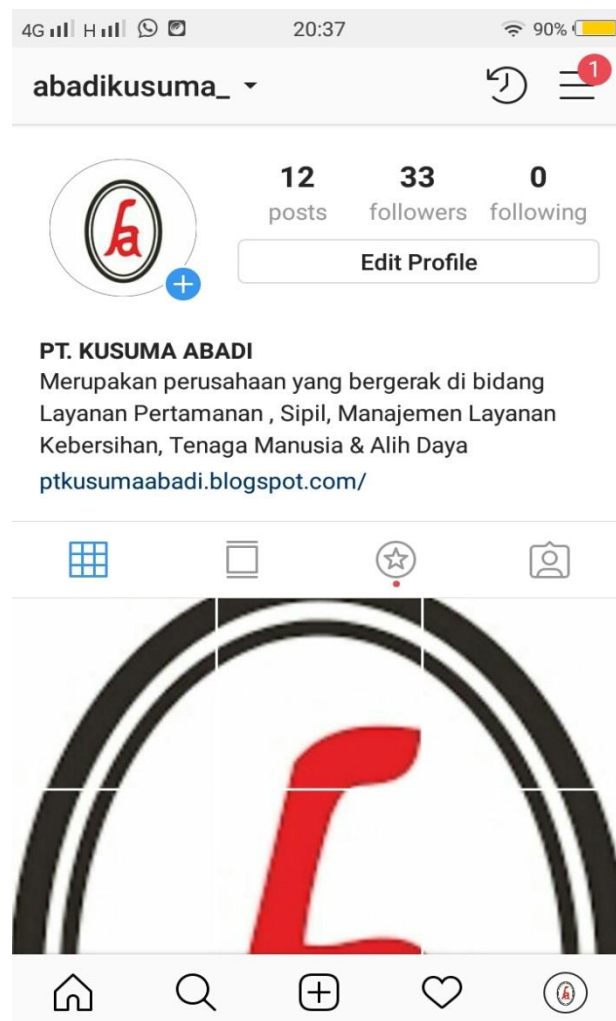 4G H 20:37 90%
abadikusuma_ 1
12 33 0
posts followers following
Edit Profile
PT. KUSUMA ABADI
Merupakan perusahaan yang bergerak di bidang
Layanan Pertamanan , Sipil, Manajemen Layanan
Kebersihan, Tenaga Manusia & Alih Daya
ptkusumaabadi.blogspot.com/